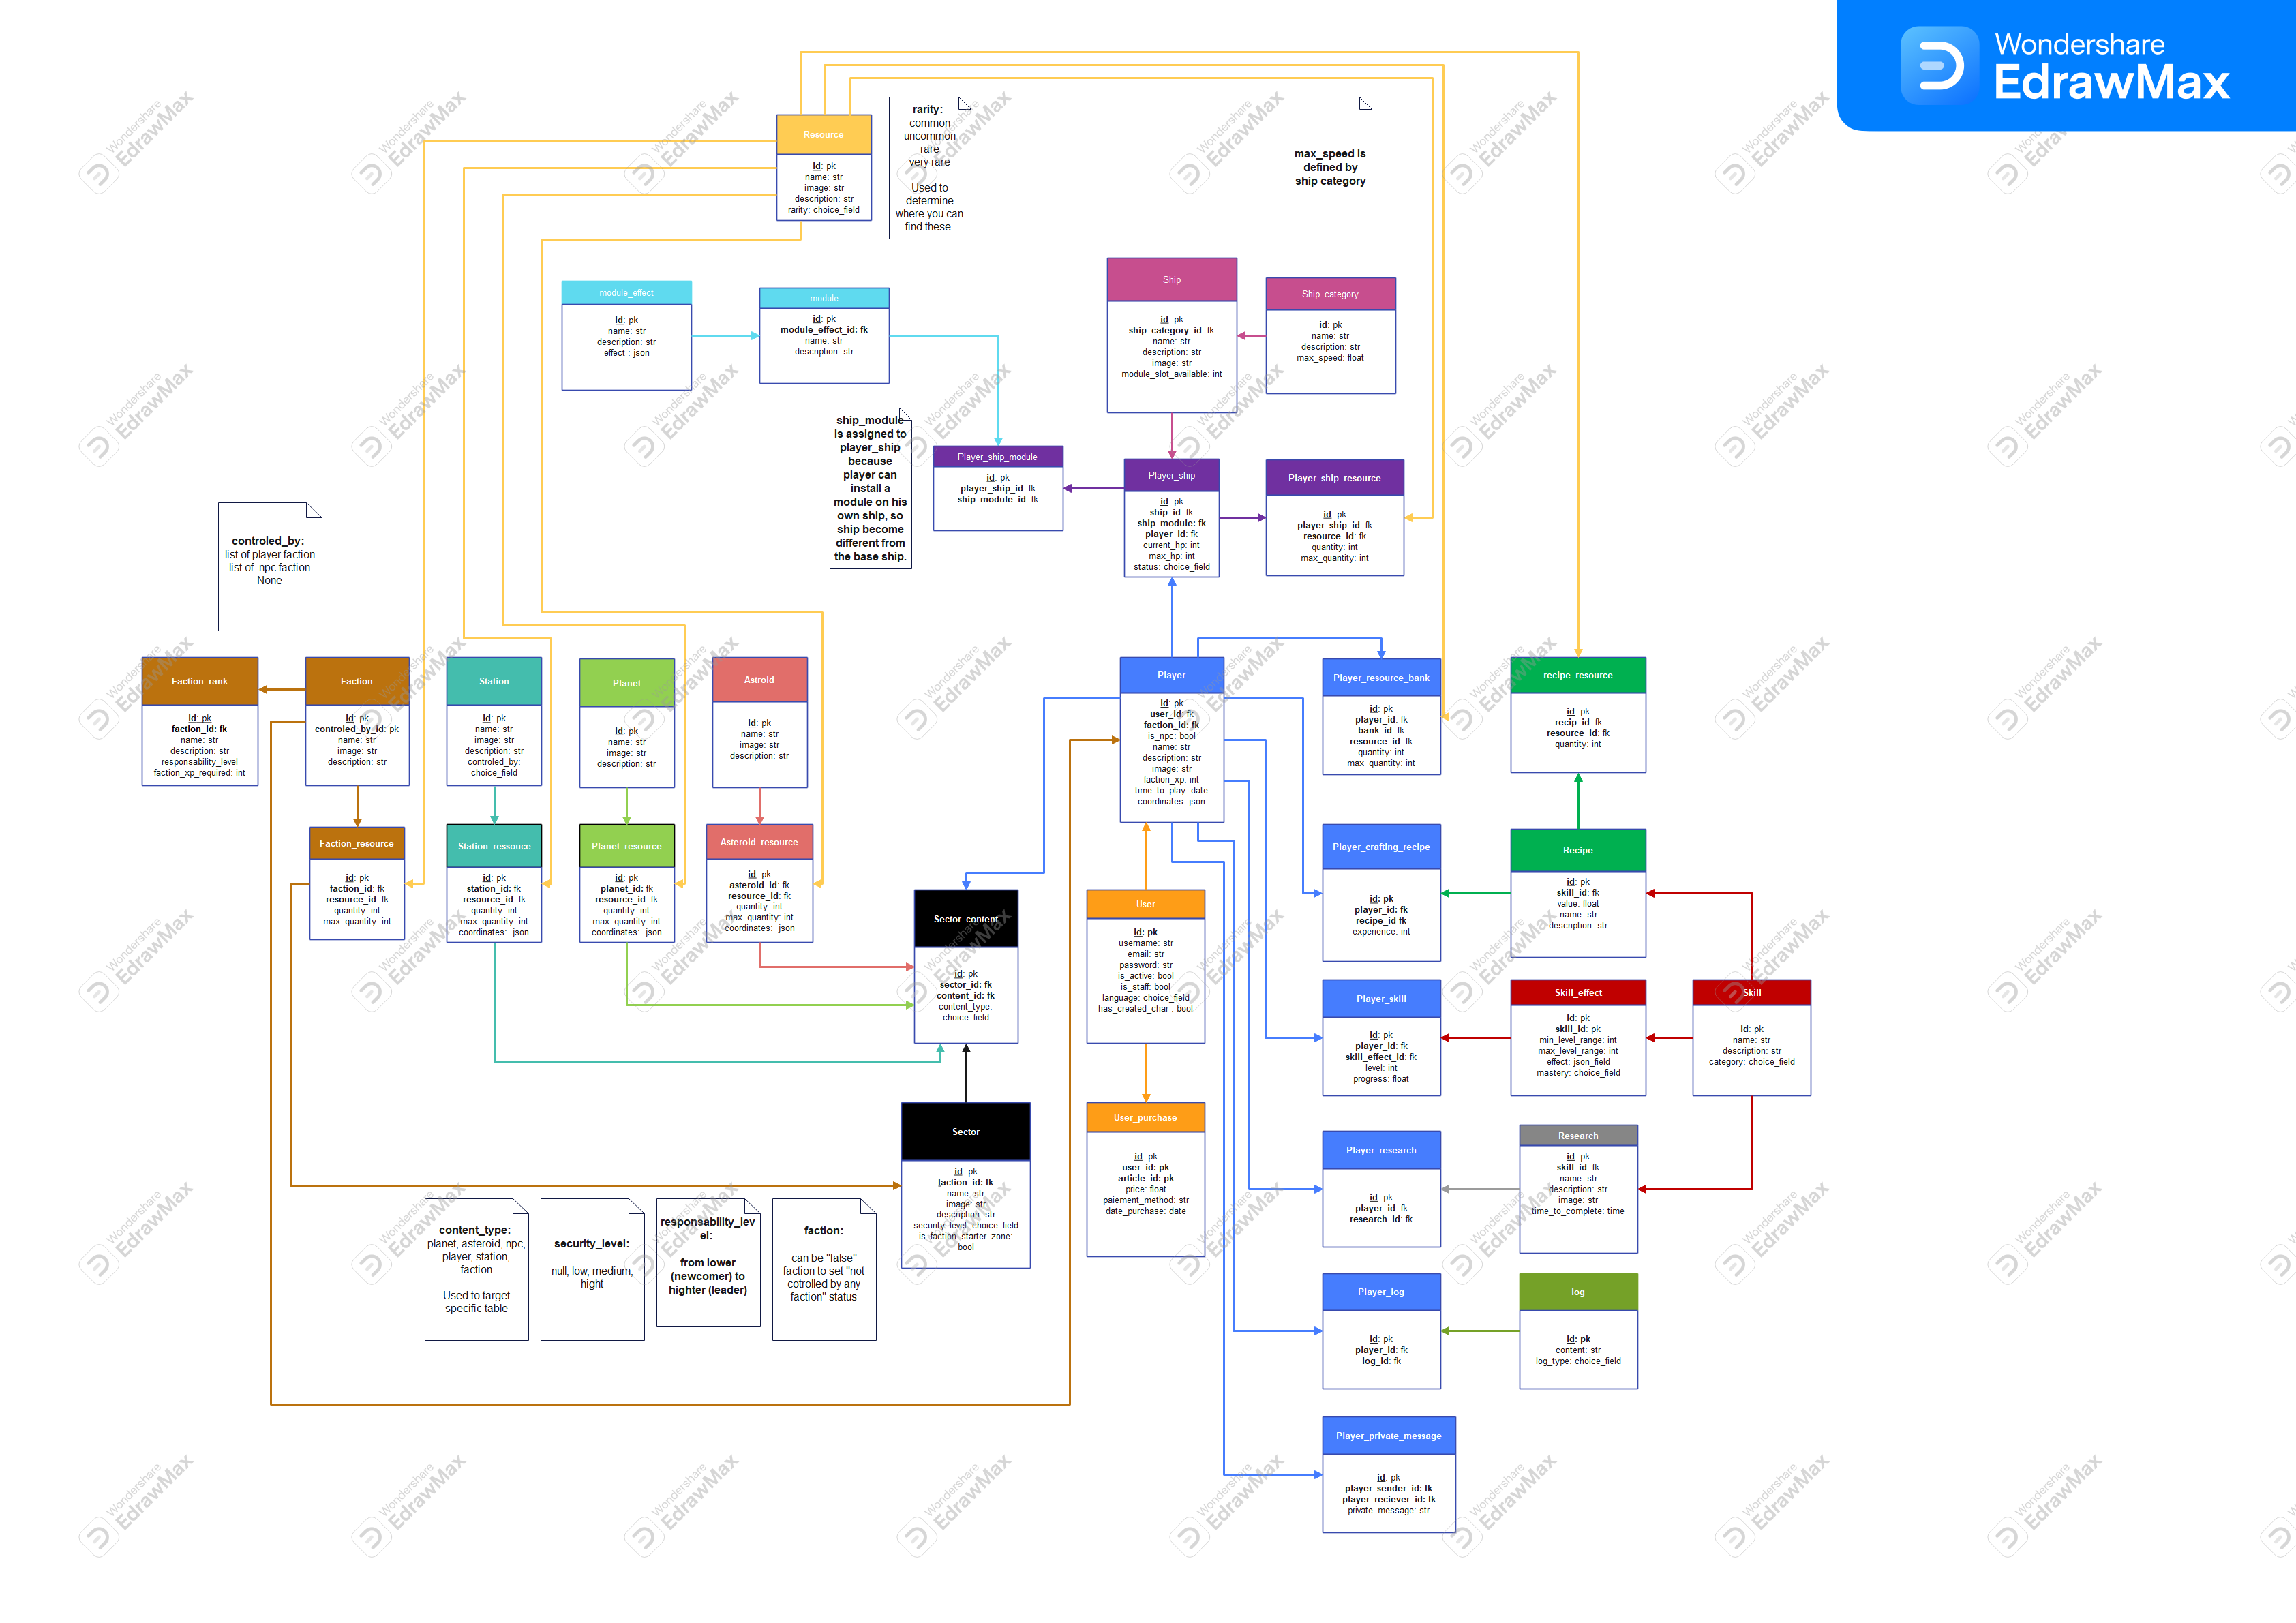 Wondershare
EdrawMax
Resource
id: pk
name: str
image: str
description: str
rarity: choice_field
rarity:
common
uncommon
rare
very rare
Used to
determine
where you can
find these.
max_speed is
defined by
ship category
module_effect
id: pk
name: str
description: str
effect : json
module
id: pk
module_effect_id: fk
name: str
description: str
Ship
id: pk
ship_category_id: fk
name: str
description: str
image: str
module_slot_available: int
Ship_category
id: pk
name: str
description: str
max_speed: float
ship_module
is assigned to
player_ship
because
player can
install a
module on his
own ship, so
ship become
different from
the base ship.
Player_ship_module
id: pk
player_ship_id: fk
ship_module_id: fk
Player_ship
id: pk
ship_id: fk
ship_module: fk
player_id: fk
current_hp: int
max_hp: int
status: choice_field
Player_ship_resource
id: pk
player_ship_id: fk
resource_id: fk
quantity: int
max_quantity: int
controled_by:
list of player faction
list of  npc faction
None
Faction_rank
id: pk
faction_id: fk
name: str
description: str
responsability_level
faction_xp_required: int
Faction
id: pk
controled_by_id: pk
name: str
image: str
description: str
Station
id: pk
name: str
image: str
description: str
controled_by:
choice_field
Planet
id: pk
name: str
image: str
description: str
Astroid
id: pk
name: str
image: str
description: str
Player
id: pk
user_id: fk
faction_id: fk
is_npc: bool
name: str
description: str
image: str
faction_xp: int
time_to_play: date
coordinates: json
Player_resource_bank
id: pk
player_id: fk
bank_id: fk
resource_id: fk
quantity: int
max_quantity: int
recipe_resource
id: pk
recip_id: fk
resource_id: fk
quantity: int
Faction_resource
id: pk
faction_id: fk
resource_id: fk
quantity: int
max_quantity: int
Station_ressouce
id: pk
station_id: fk
resource_id: fk
quantity: int
max_quantity: int
coordinates:  json
Planet_resource
id: pk
planet_id: fk
resource_id: fk
quantity: int
max_quantity: int
coordinates:  json
Asteroid_resource
id: pk
asteroid_id: fk
resource_id: fk
quantity: int
max_quantity: int
coordinates:  json
Sector_content
id: pk
sector_id: fk
content_id: fk
content_type:
choice_field
User
id: pk
username: str
email: str
password: str
is_active: bool
is_staff: bool
language: choice_field
has_created_char : bool
Player_crafting_recipe
id: pk
player_id: fk
recipe_id fk
experience: int
Recipe
id: pk
skill_id: fk
value: float
name: str
description: str
Player_skill
id: pk
player_id: fk
skill_effect_id: fk
level: int
progress: float
Skill_effect
id: pk
skill_id: pk
min_level_range: int
max_level_range: int
effect: json_field
mastery: choice_field
Skill
id: pk
name: str
description: str
category: choice_field
Sector
id: pk
faction_id: fk
name: str
image: str
description: str
security_level: choice_field
is_faction_starter_zone:
bool
User_purchase
id: pk
user_id: pk
article_id: pk
price: float
paiement_method: str
date_purchase: date
Player_research
id: pk
player_id: fk
research_id: fk
Research
id: pk
skill_id: fk
name: str
description: str
image: str
time_to_complete: time
content_type:
planet, asteroid, npc,
player, station,
faction
Used to target
specific table
security_level:
null, low, medium,
hight
responsability_lev
el:
from lower
(newcomer) to
highter (leader)
faction:
can be "false"
faction to set "not
cotrolled by any
faction" status
Player_log
id: pk
player_id: fk
log_id: fk
log
id: pk
content: str
log_type: choice_field
Player_private_message
id: pk
player_sender_id: fk
player_reciever_id: fk
private_message: str